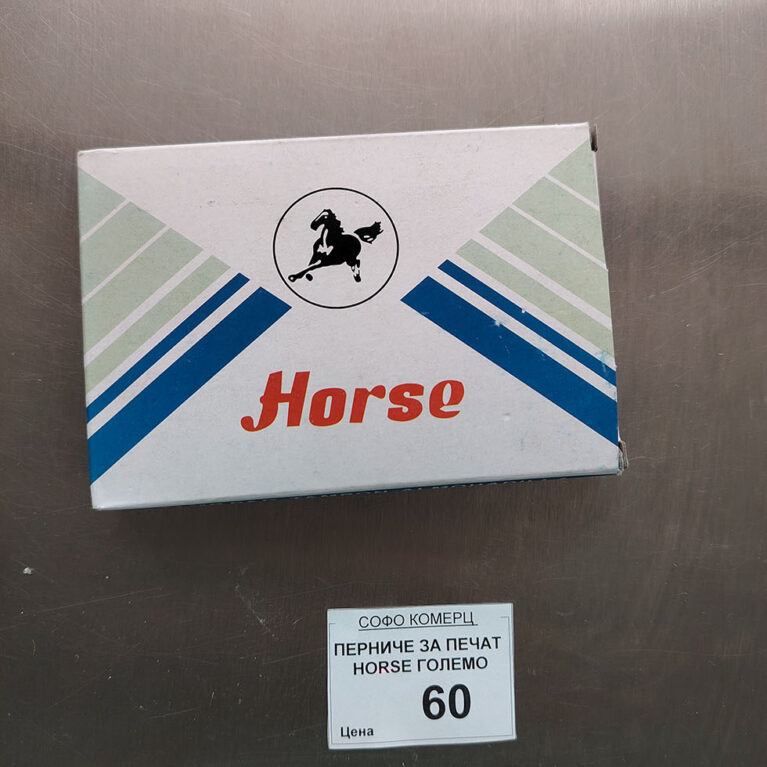 Horse
СОФО КОМЕРЦ
ПЕРНИЧЕ ЗА ПЕЧАТ
HORSE ГОЛЕМО
60
Цена